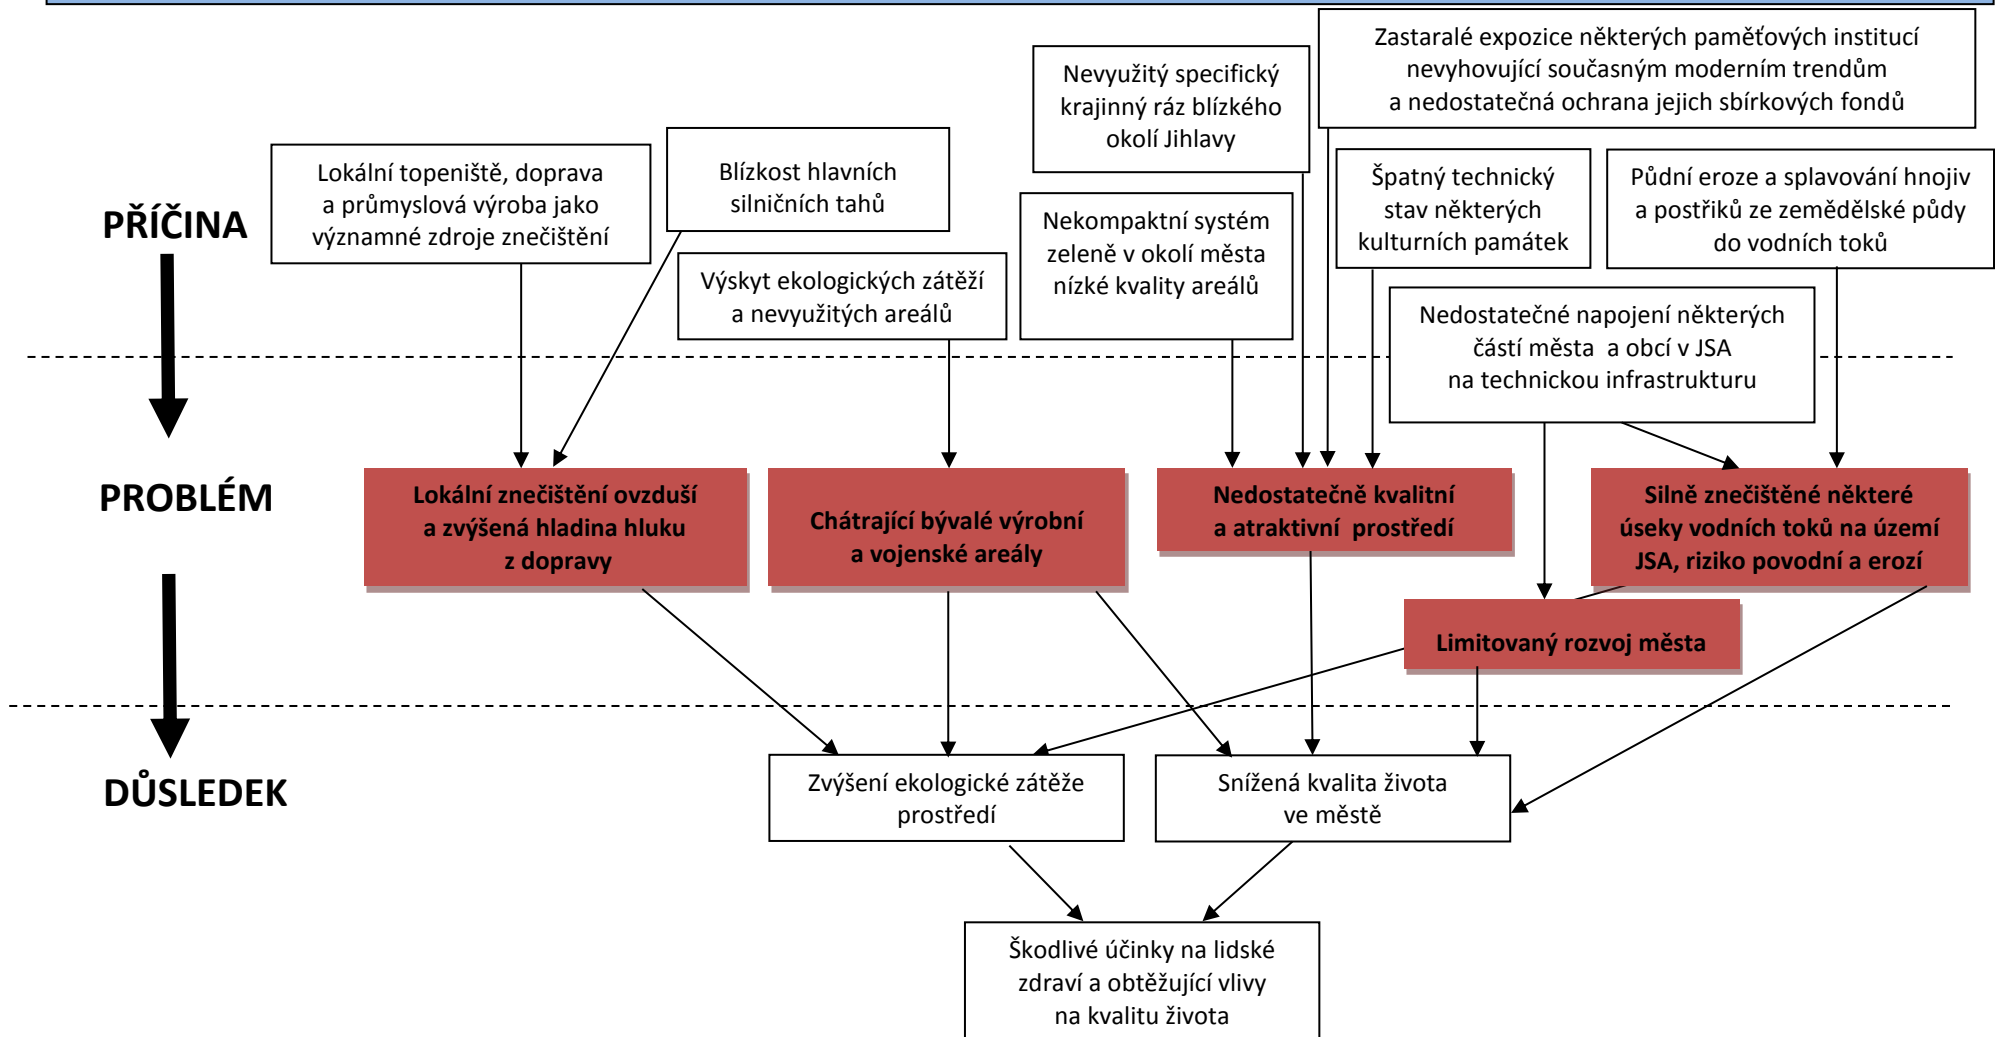 Zastaralé expozice některých paměťových institucí
nevyhovující současným moderním trendům
a nedostatečná ochrana jejich sbírkových fondů
Nevyužitý specifický
krajinný ráz blízkého
okolí Jihlavy
PŘÍČINA
Lokální topeniště, doprava
a průmyslová výroba jako
významné zdroje znečištění
Blízkost hlavních
silničních tahů
Špatný technický
stav některých
kulturních památek
Půdní eroze a splavování hnojiv
a postřiků ze zemědělské půdy
do vodních toků
Nekompaktní systém
zeleně v okolí města
nízké kvality areálů
Výskyt ekologických zátěží
a nevyužitých areálů
Nedostatečné napojení některých
částí města  a obcí v JSA
na technickou infrastrukturu
PROBLÉM
Lokální znečištění ovzduší
a zvýšená hladina hluku
z dopravy
Chátrající bývalé výrobní
a vojenské areály
Nedostatečně kvalitní
a atraktivní  prostředí
Silně znečištěné některé
úseky vodních toků na území
JSA, riziko povodní a erozí
Limitovaný rozvoj města
DŮSLEDEK
Zvýšení ekologické zátěže
prostředí
Snížená kvalita života
ve městě
Škodlivé účinky na lidské
zdraví a obtěžující vlivy
na kvalitu života